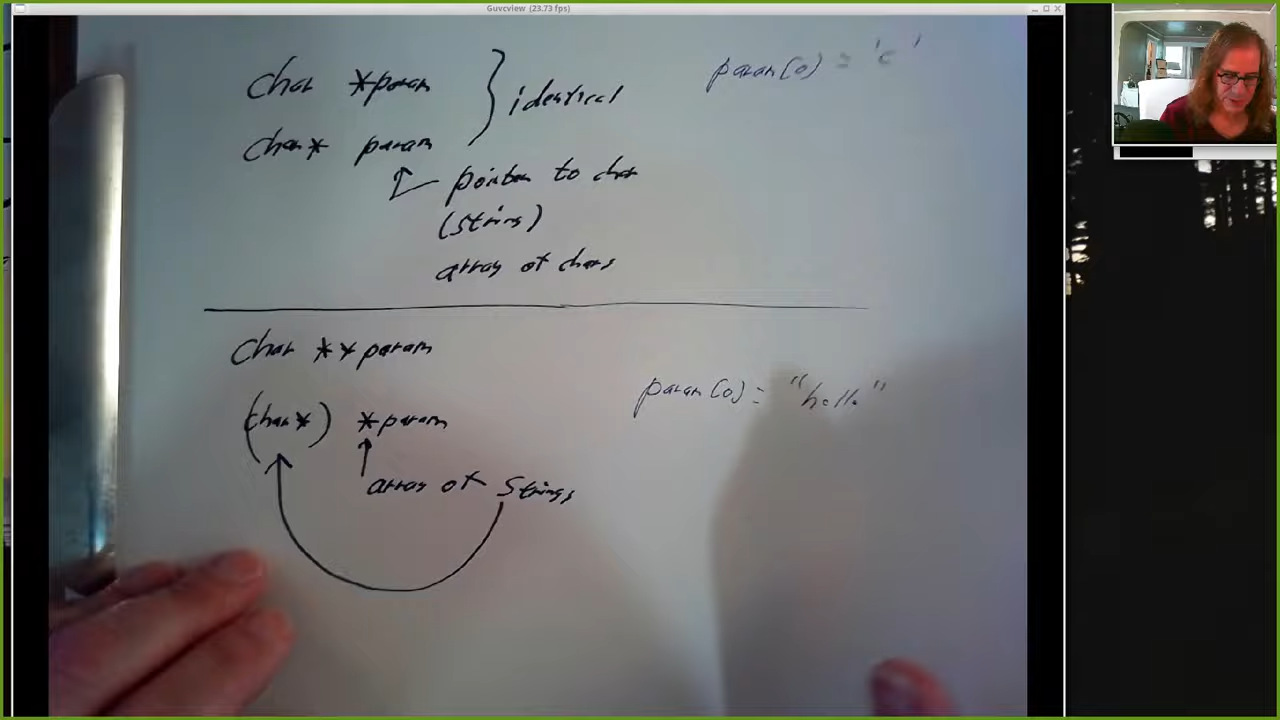 Guvcview (23.73 fps)
char *param
char* param
} identical
param[0] = 'c'
pointer to char
(string)
array of chars
char **param
(char*) *param
param[0] = "hello"
array of strings